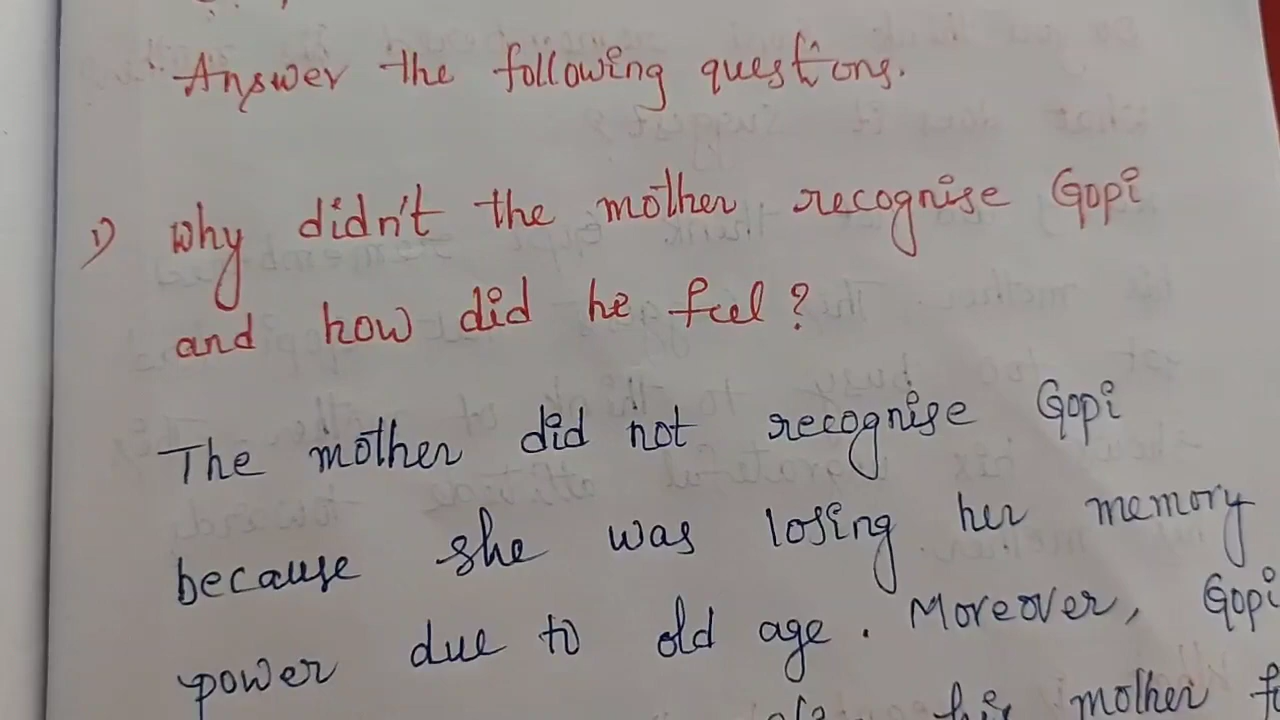 Answer the following questions.
1) Why didn't the mother recognise Gopi
and how did he feel?
The mother did not recognise Gopi
because she was losing her memory
power due to old age. Moreover, Gopi
his mother